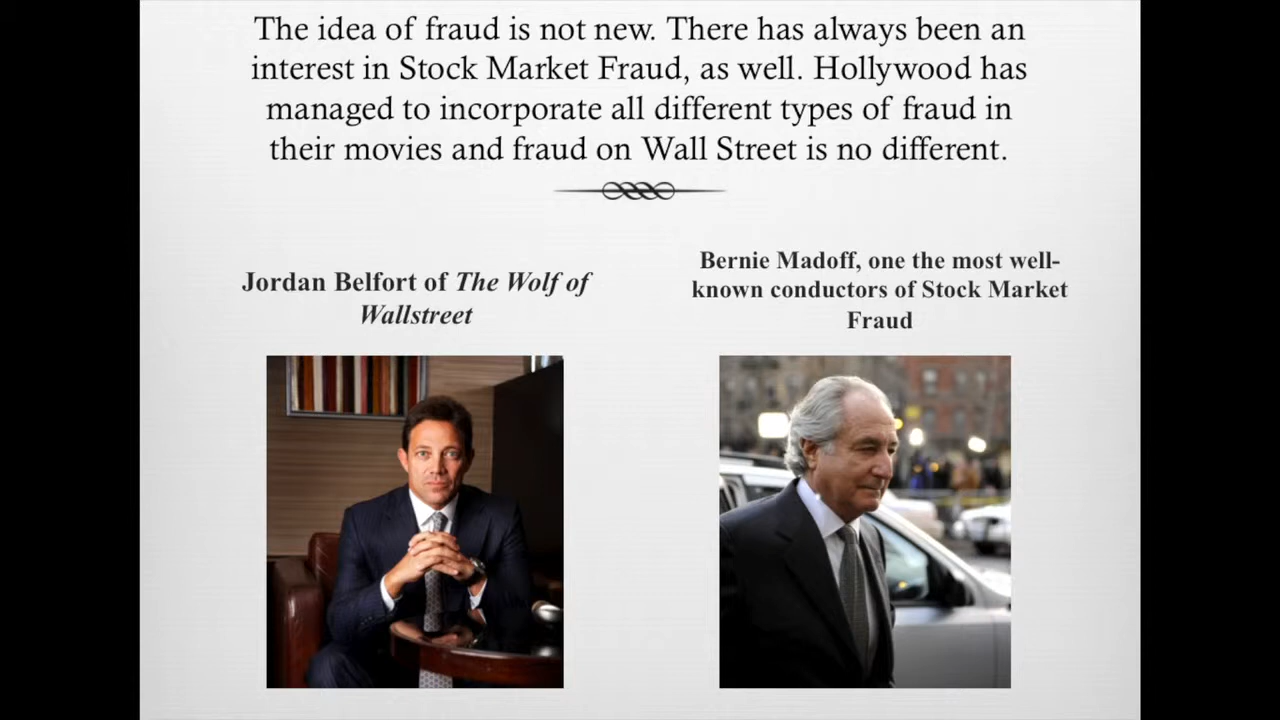 The idea of fraud is not new. There has always been an
interest in Stock Market Fraud, as well. Hollywood has
managed to incorporate all different types of fraud in
their movies and fraud on Wall Street is no different.
Jordan Belfort of The Wolf of
Wallstreet
Bernie Madoff, one the most well-
known conductors of Stock Market
Fraud